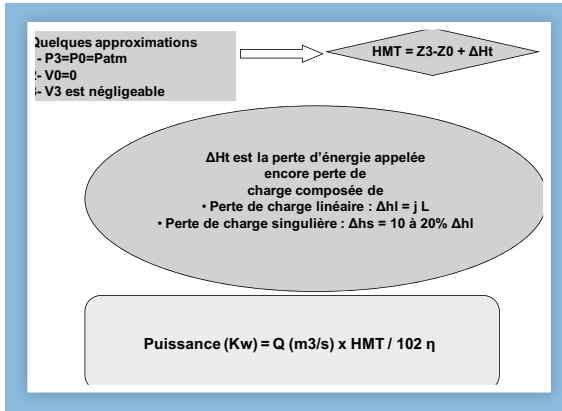 Quelques approximations
- P3=P0=Patm
2- V0=0
3- V3 est négligeable
HMT = Z3-Z0 + ΔHt
ΔHt est la perte d’énergie appelée
encore perte de
charge composée de
• Perte de charge linéaire : Δhl = j L
• Perte de charge singulière : Δhs = 10 à 20% Δhl
Puissance (Kw) = Q (m3/s) x HMT / 102 η